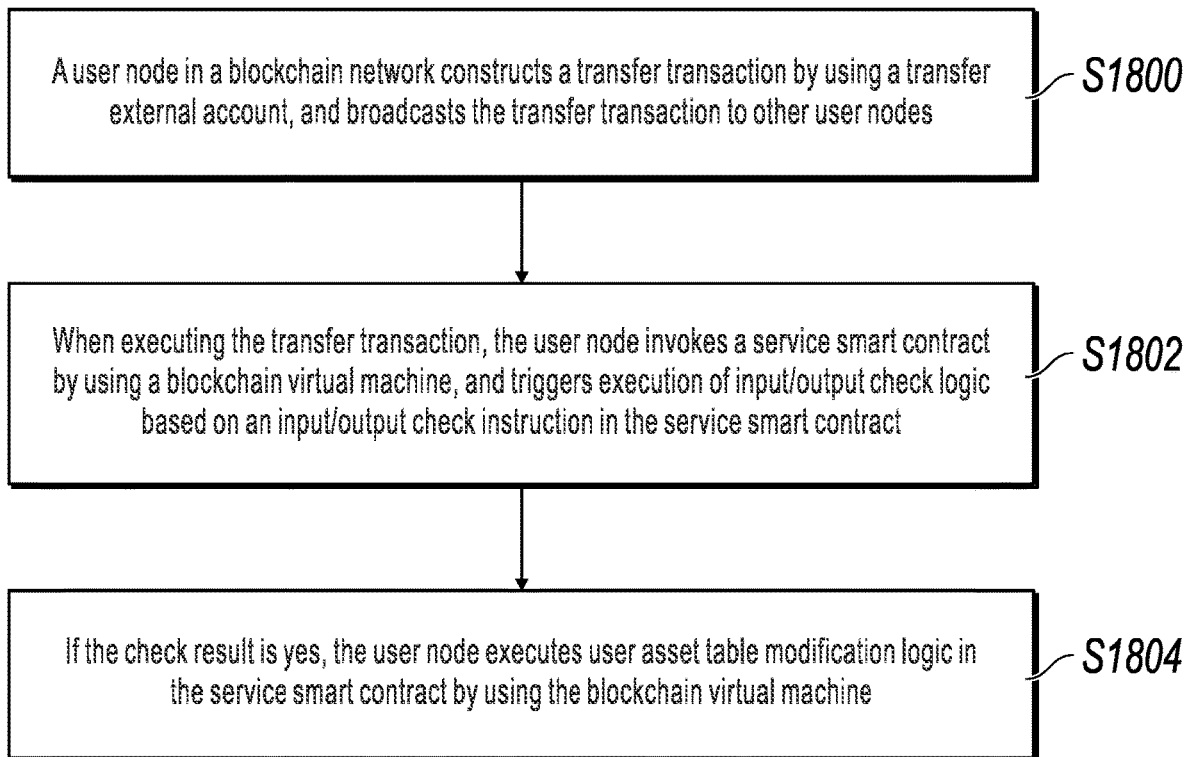 A user node in a blockchain network constructs a transfer transaction by using a transfer
external account, and broadcasts the transfer transaction to other user nodes
S1800
When executing the transfer transaction, the user node invokes a service smart contract
by using a blockchain virtual machine, and triggers execution of input/output check logic
based on an input/output check instruction in the service smart contract
S1802
If the check result is yes, the user node executes user asset table modification logic in
the service smart contract by using the blockchain virtual machine
S1804